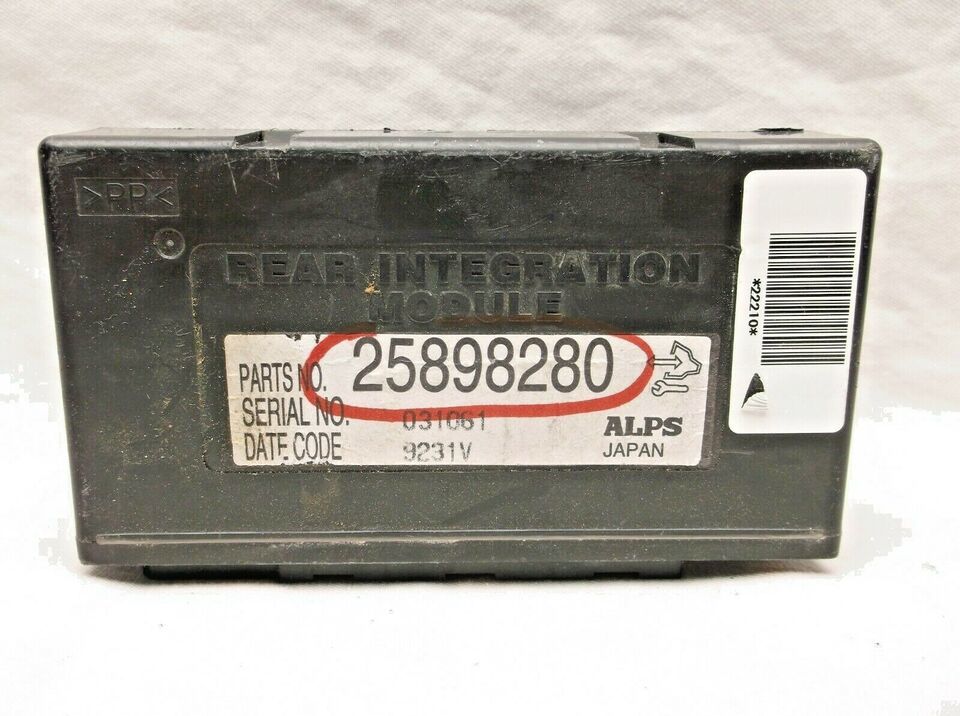 >PP<
REAR INTEGRATION
MODULE
PARTS NO. 25898280
SERIAL NO. 031061
DATE CODE 9231V
ALPS
JAPAN
*22210*